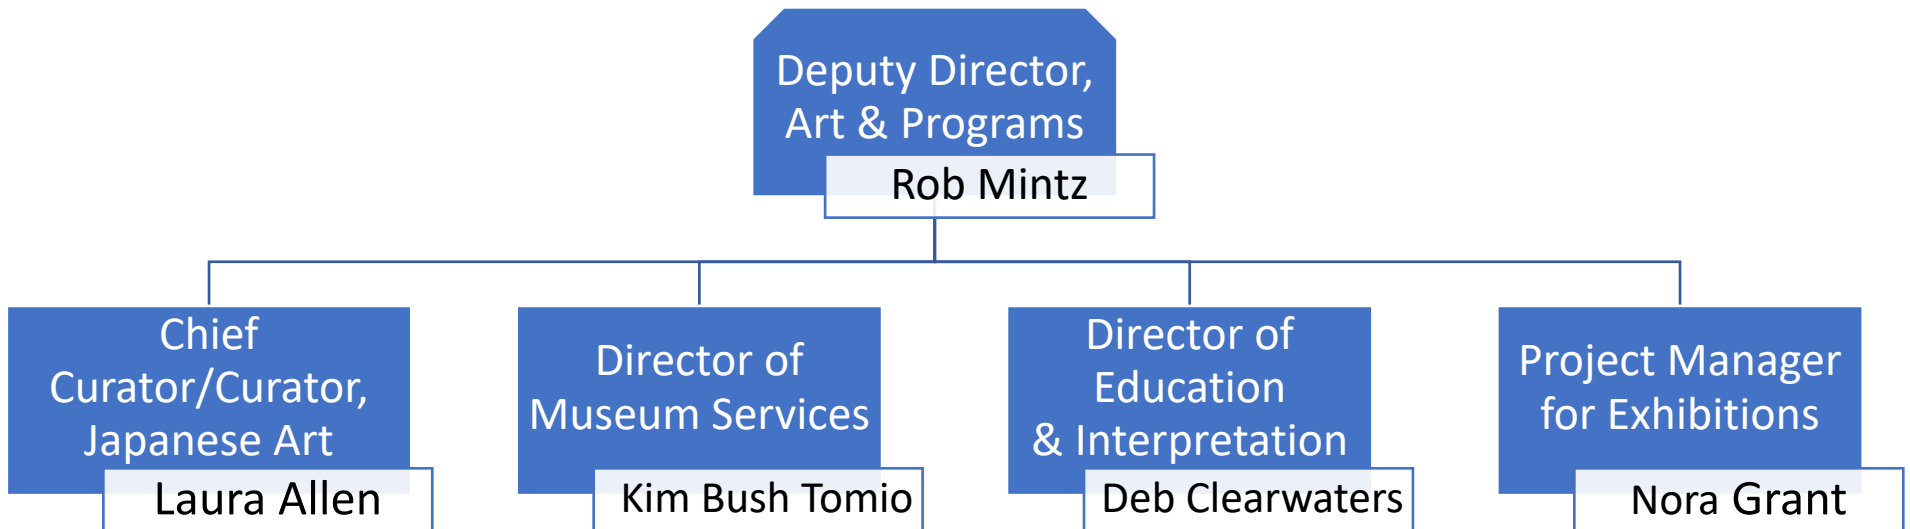 Deputy Director,
Art & Programs
Rob Mintz
Chief
Curator/Curator,
Japanese Art
Laura Allen
Director of
Museum Services
Kim Bush Tomio
Director of
Education
& Interpretation
Deb Clearwaters
Project Manager
for Exhibitions
Nora Grant